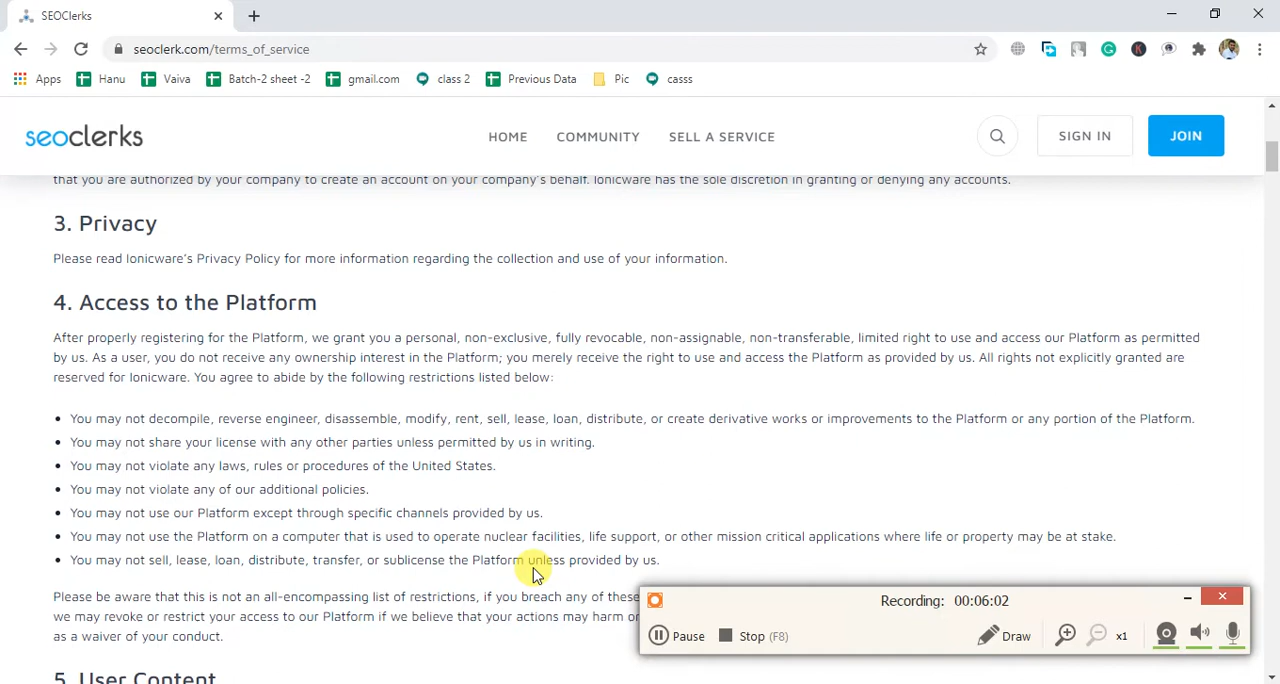 SEOClerks
seoclerk.com/terms_of_service
Apps Hanu Vaiva Batch-2 sheet -2 gmail.com class 2 Previous Data Pic casss
seoclerks HOME COMMUNITY SELL A SERVICE SIGN IN JOIN
that you are authorized by your company to create an account on your company's behalf. Ionicware has the sole discretion in granting or denying any accounts.
3. Privacy
Please read Ionicware's Privacy Policy for more information regarding the collection and use of your information.
4. Access to the Platform
After properly registering for the Platform, we grant you a personal, non-exclusive, fully revocable, non-assignable, non-transferable, limited right to use and access our Platform as permitted
by us. As a user, you do not receive any ownership interest in the Platform; you merely receive the right to use and access the Platform as provided by us. All rights not explicitly granted are
reserved for Ionicware. You agree to abide by the following restrictions listed below:
• You may not decompile, reverse engineer, disassemble, modify, rent, sell, lease, loan, distribute, or create derivative works or improvements to the Platform or any portion of the Platform.
• You may not share your license with any other parties unless permitted by us in writing.
• You may not violate any laws, rules or procedures of the United States.
• You may not violate any of our additional policies.
• You may not use our Platform except through specific channels provided by us.
• You may not use the Platform on a computer that is used to operate nuclear facilities, life support, or other mission critical applications where life or property may be at stake.
• You may not sell, lease, loan, distribute, transfer, or sublicense the Platform unless provided by us.
Please be aware that this is not an all-encompassing list of restrictions, if you breach any of these
we may revoke or restrict your access to our Platform if we believe that your actions may harm or
as a waiver of your conduct.
5. User Content
Recording: 00:06:02
Pause Stop (F8) Draw x1